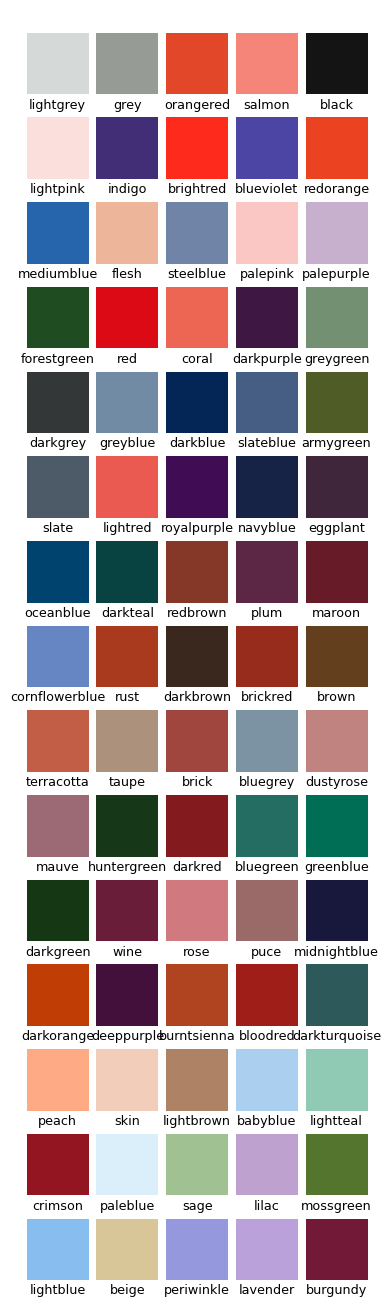 lightgrey grey orangered salmon black
lightpink indigo brightred blueviolet redorange
mediumblue flesh steelblue palepink palepurple
forestgreen red coral darkpurple greygreen
darkgrey greyblue darkblue slateblue armygreen
slate lightred royalpurple navyblue eggplant
oceanblue darkteal redbrown plum maroon
cornflowerblue rust darkbrown brickred brown
terracotta taupe brick bluegrey dustyrose
mauve huntergreen darkred bluegreen greenblue
darkgreen wine rose puce midnightblue
darkorange deeppurple burntsienna bloodred darkturquoise
peach skin lightbrown babyblue lightteal
crimson paleblue sage lilac mossgreen
lightblue beige periwinkle lavender burgundy